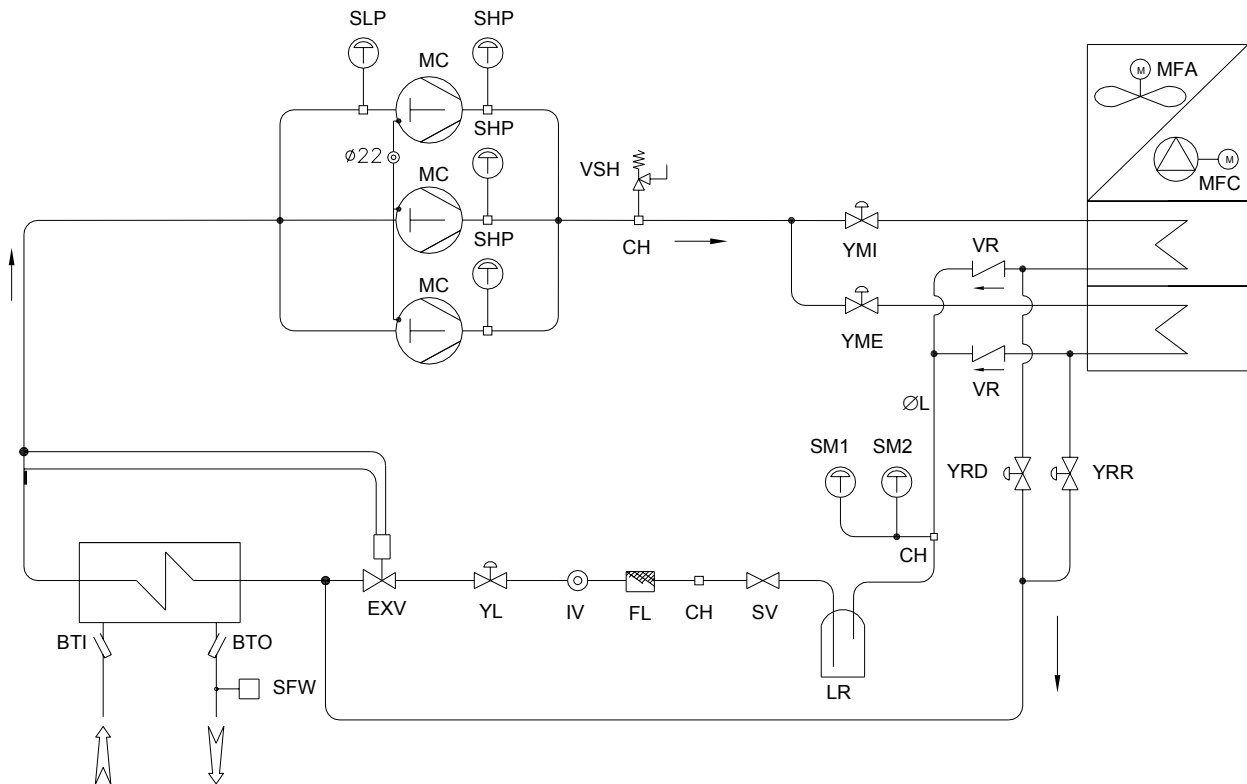 SLP
SHP
MC
M
MFA
SHP
ø22
MC
VSH
M
MFC
SHP
CH
YMI
VR
MC
YME
VR
ØL
SM1
SM2
YRD
YRR
CH
EXV
YL
IV
FL
CH
SV
BTI
BTO
SFW
LR